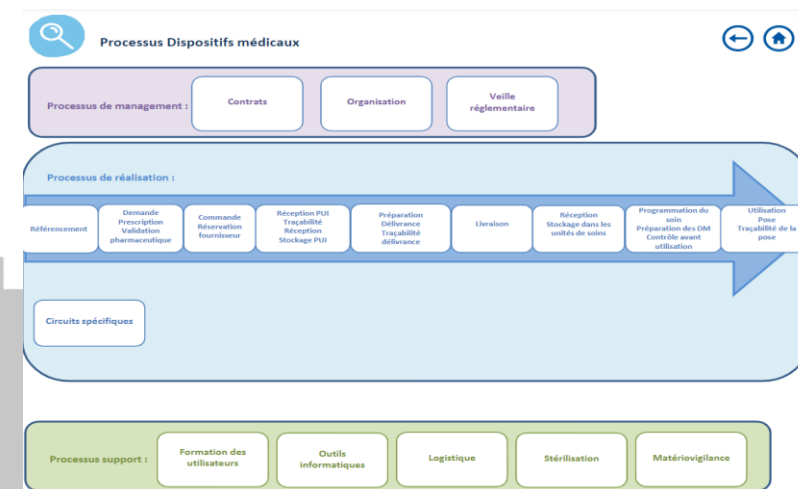 Processus Dispositifs médicaux
Processus de management :
Contrats
Organisation
Veille
réglementaire
Processus de réalisation :
Référencement
Demande
Prescription
Validation
pharmaceutique
Commande
Réservation
fournisseur
Réception PUI
Traçabilité
Réception
Stockage PUI
Préparation
Délivrance
Traçabilité
délivrance
Livraison
Réception
Stockage dans les
unités de soins
Programmation du
soin
Préparation des DM
Contrôle avant
utilisation
Utilisation
Pose
Traçabilité de la
pose
Circuits spécifiques
Processus support :
Formation des
utilisateurs
Outils
informatiques
Logistique
Stérilisation
Matériovigilance